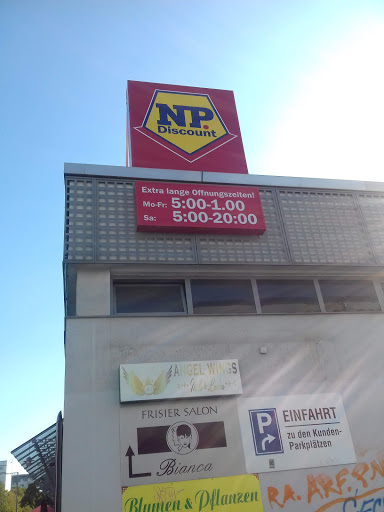 NP.
Discount
Extra lange Öffnungszeiten!
Mo-Fr: 5:00-1.00
Sa: 5:00-20:00
ANGEL WINGS
FRISIER SALON
Bianca
P EINFAHRT
zu den Kunden-
Parkplätzen
Blumen & Pflanzen